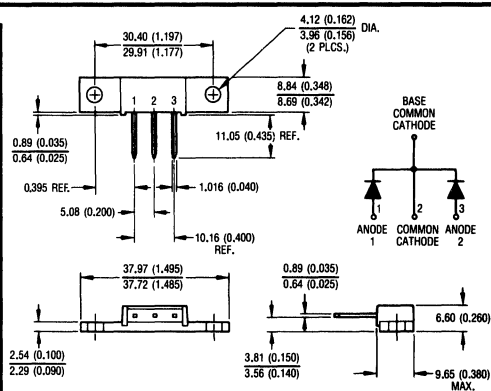 30.40 (1.197)
29.91 (1.177)
4.12 (0.162)
3.96 (0.156)
DIA.
(2 PLCS.)
8.84 (0.348)
8.69 (0.342)
1 2 3
0.89 (0.035)
0.64 (0.025)
11.05 (0.435) REF.
0,395 REF.
1.016 (0.040)
5.08 (0.200)
10.16 (0.400)
REF.
BASE
COMMON
CATHODE
1 2 3
ANODE
1
COMMON
CATHODE
ANODE
2
37.97 (1.495)
37.72 (1.485)
2.54 (0.100)
2.29 (0.090)
0.89 (0.035)
0.64 (0.025)
6.60 (0.260)
3.81 (0.150)
3.56 (0.140)
9.65 (0.380)
MAX.